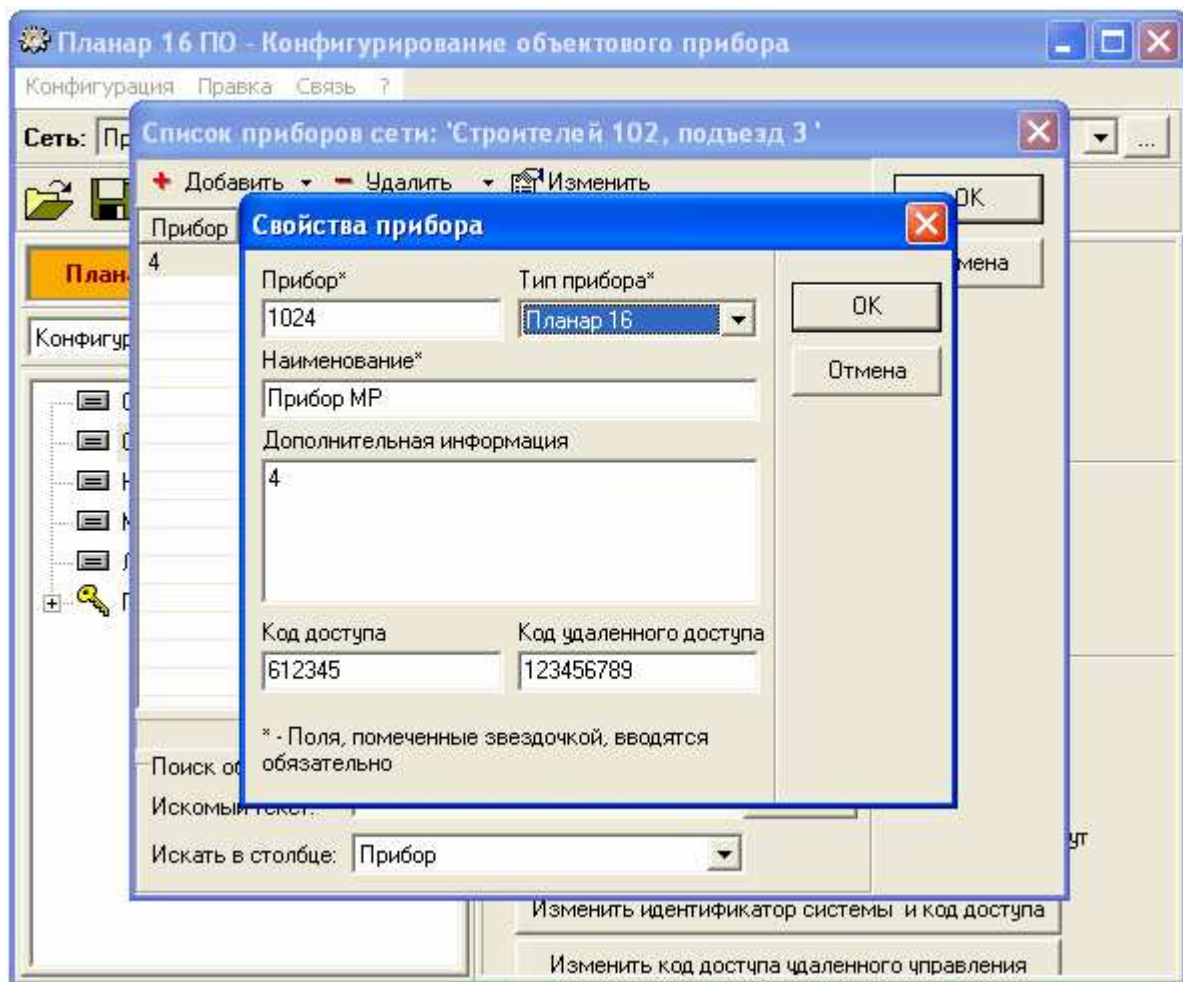 Планар 16 ПО - Конфигурирование объектового прибора
Конфигурация Правка Связь ?
Сеть:
Список приборов сети: 'Строителей 102, подъезд 3 '
...
Добавить Удалить Изменить
OK
Прибор
Свойства прибора
4
Прибор*
Тип прибора*
1024
Планар 16
OK
Наименование*
Отмена
Прибор МР
Дополнительная информация
4
Код доступа
Код удаленного доступа
612345
123456789
* - Поля, помеченные звездочкой, вводятся
обязательно
Искать в столбце:
Прибор
Изменить идентификатор системы и код доступа
Изменить код доступа удаленного управления